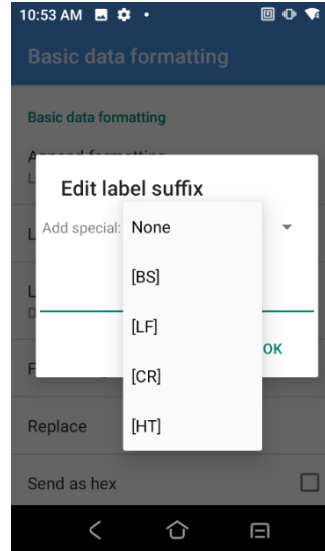 10:53 AM
Basic data formatting
Basic data formatting
Edit label suffix
Add special:
None
[BS]
[LF]
[CR]
[HT]
OK
Replace
Send as hex